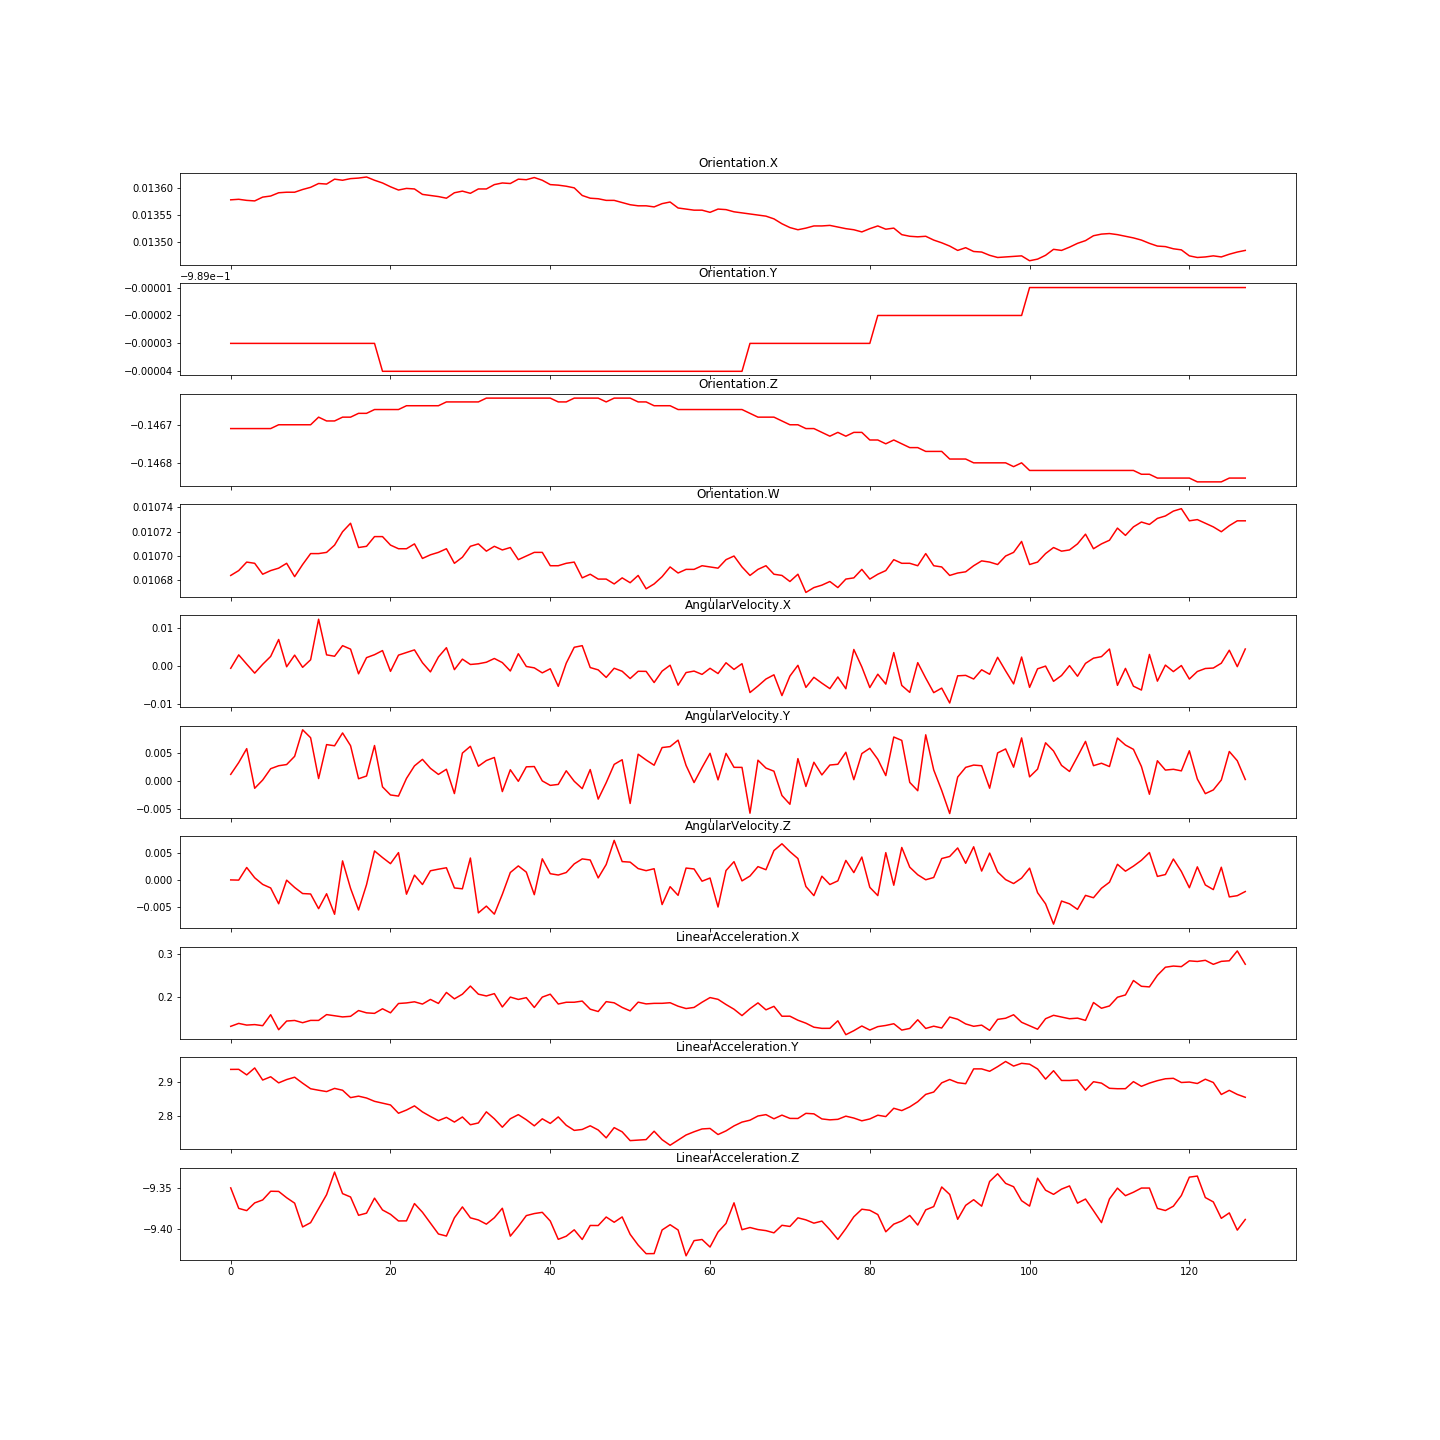 Orientation.X
0.01360
0.01355
0.01350
−9.89e−1
Orientation.Y
−0.00001
−0.00002
−0.00003
−0.00004
Orientation.Z
−0.1467
−0.1468
Orientation.W
0.01074
0.01072
0.01070
0.01068
AngularVelocity.X
0.01
0.00
−0.01
AngularVelocity.Y
0.005
0.000
−0.005
AngularVelocity.Z
0.005
0.000
−0.005
LinearAcceleration.X
0.3
0.2
LinearAcceleration.Y
2.9
2.8
LinearAcceleration.Z
−9.35
−9.40
0 20 40 60 80 100 120